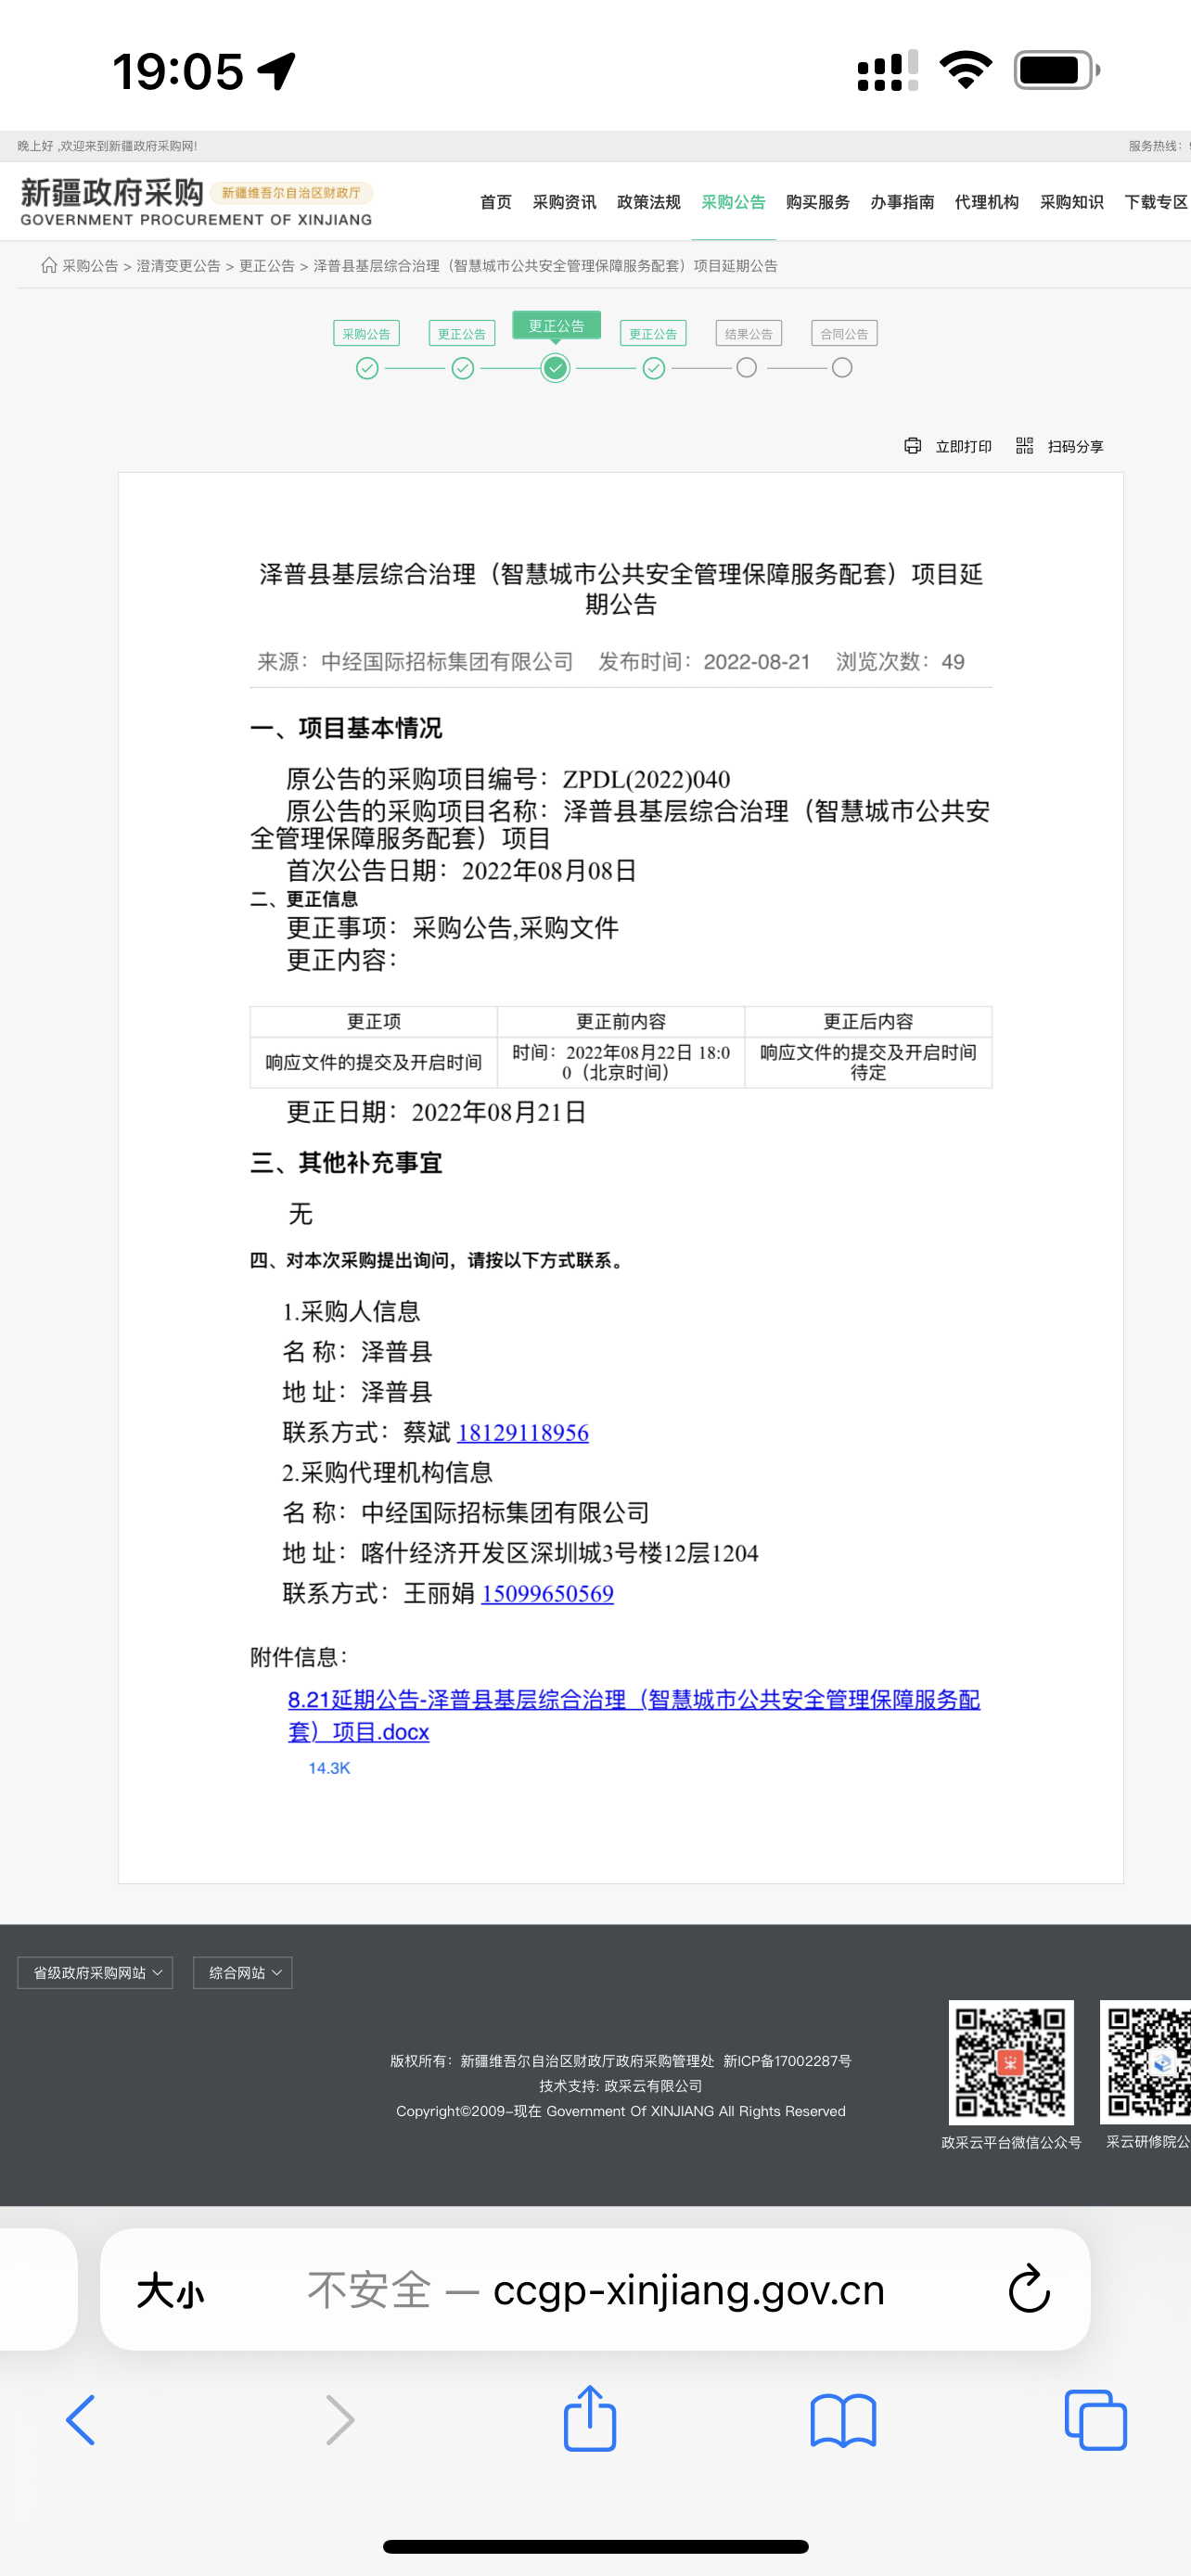 19:05
晚上好 ,欢迎来到新疆政府采购网!
服务热线：
新疆政府采购 新疆维吾尔自治区财政厅
GOVERNMENT PROCUREMENT OF XINJIANG
首页 采购资讯 政策法规 采购公告 购买服务 办事指南 代理机构 采购知识 下载专区
采购公告 > 澄清变更公告 > 更正公告 > 泽普县基层综合治理（智慧城市公共安全管理保障服务配套）项目延期公告
采购公告 更正公告 更正公告 更正公告 结果公告 合同公告
立即打印 扫码分享
泽普县基层综合治理（智慧城市公共安全管理保障服务配套）项目延
期公告
来源：中经国际招标集团有限公司 发布时间：2022-08-21 浏览次数：49
一、项目基本情况
原公告的采购项目编号：ZPDL(2022)040
原公告的采购项目名称：泽普县基层综合治理（智慧城市公共安
全管理保障服务配套）项目
首次公告日期：2022年08月08日
二、更正信息
更正事项：采购公告,采购文件
更正内容：
更正项 更正前内容 更正后内容
响应文件的提交及开启时间 时间：2022年08月22日 18:0 响应文件的提交及开启时间
0（北京时间） 待定
更正日期：2022年08月21日
三、其他补充事宜
无
四、对本次采购提出询问，请按以下方式联系。
1.采购人信息
名 称：泽普县
地 址：泽普县
联系方式：蔡斌 18129118956
2.采购代理机构信息
名 称：中经国际招标集团有限公司
地 址：喀什经济开发区深圳城3号楼12层1204
联系方式：王丽娟 15099650569
附件信息：
8.21延期公告-泽普县基层综合治理（智慧城市公共安全管理保障服务配
套）项目.docx
14.3K
省级政府采购网站 综合网站
版权所有：新疆维吾尔自治区财政厅政府采购管理处 新ICP备17002287号
技术支持: 政采云有限公司
Copyright©2009-现在 Government Of XINJIANG All Rights Reserved
政采云平台微信公众号 采云研修院公
大小 不安全 — ccgp-xinjiang.gov.cn